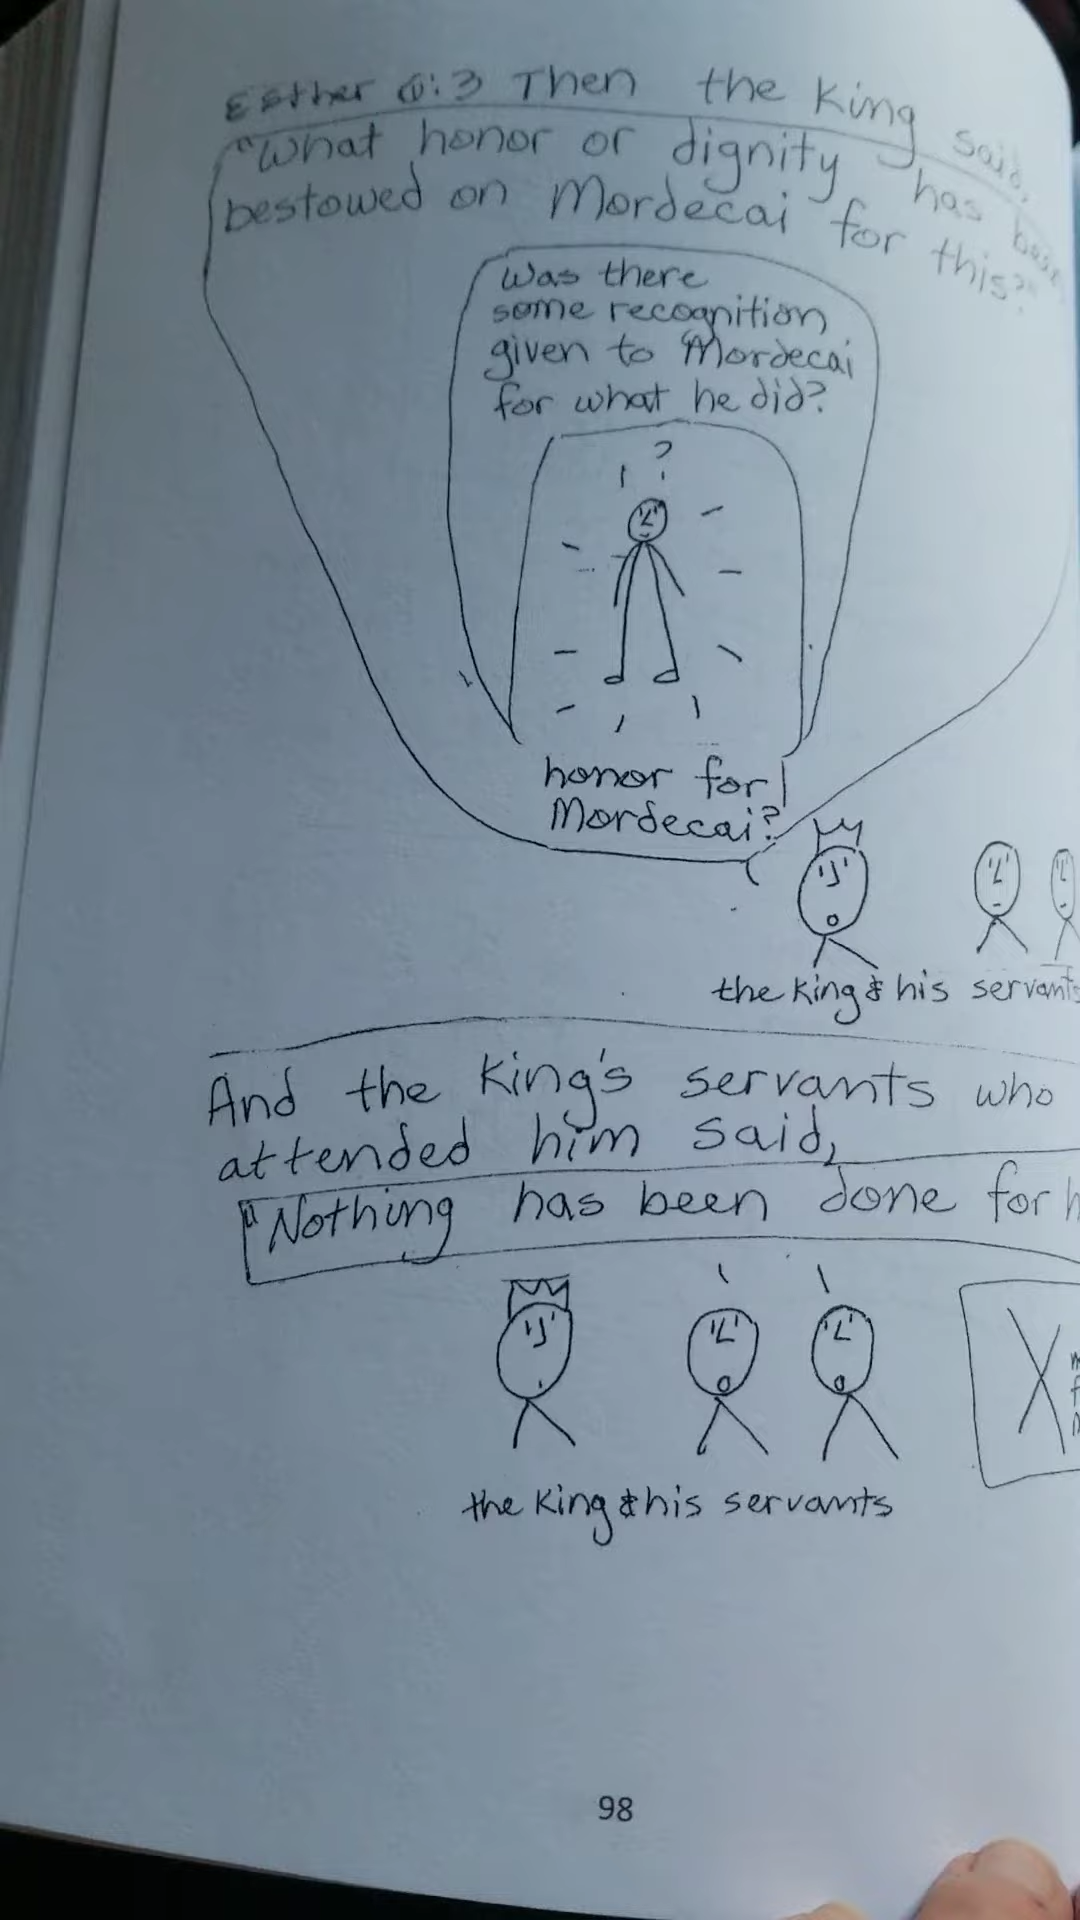 Esther 6:3 Then the King said,
"What honor or dignity has been
bestowed on Mordecai for this?"
Was there
some recognition
given to Mordecai
for what he did?
?
honor for
Mordecai?
the King & his servants
And the King's servants who
attended him said,
"Nothing has been done for h
X
the King & his servants
98